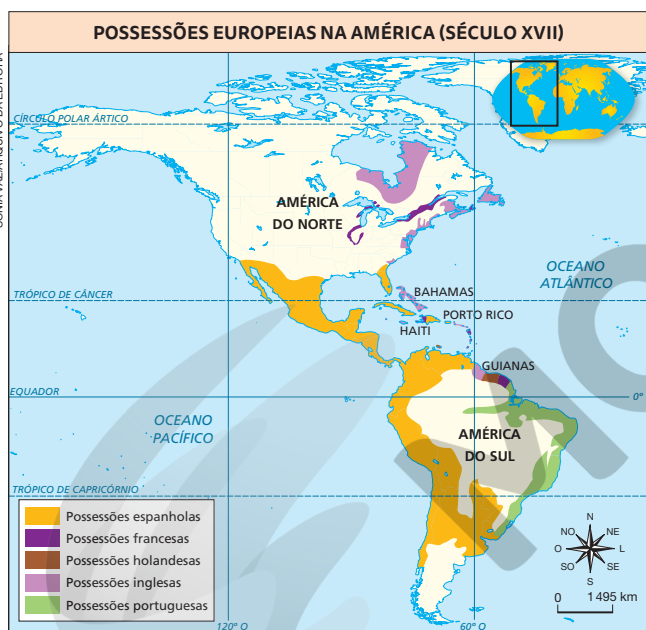 POSSESSÕES EUROPEIAS NA AMÉRICA (SÉCULO XVII)
CÍRCULO POLAR ÁRTICO
AMÉRICA
DO NORTE
OCEANO
ATLÂNTICO
TRÓPICO DE CÂNCER
BAHAMAS
PORTO RICO
HAITI
GUIANAS
EQUADOR
0°
OCEANO
PACÍFICO
AMÉRICA
DO SUL
TRÓPICO DE CAPRICÓRNIO
Possessões espanholas
Possessões francesas
Possessões holandesas
Possessões inglesas
Possessões portuguesas
N
NO NE
O L
SO SE
S
0 1 495 km
120° O 60° O